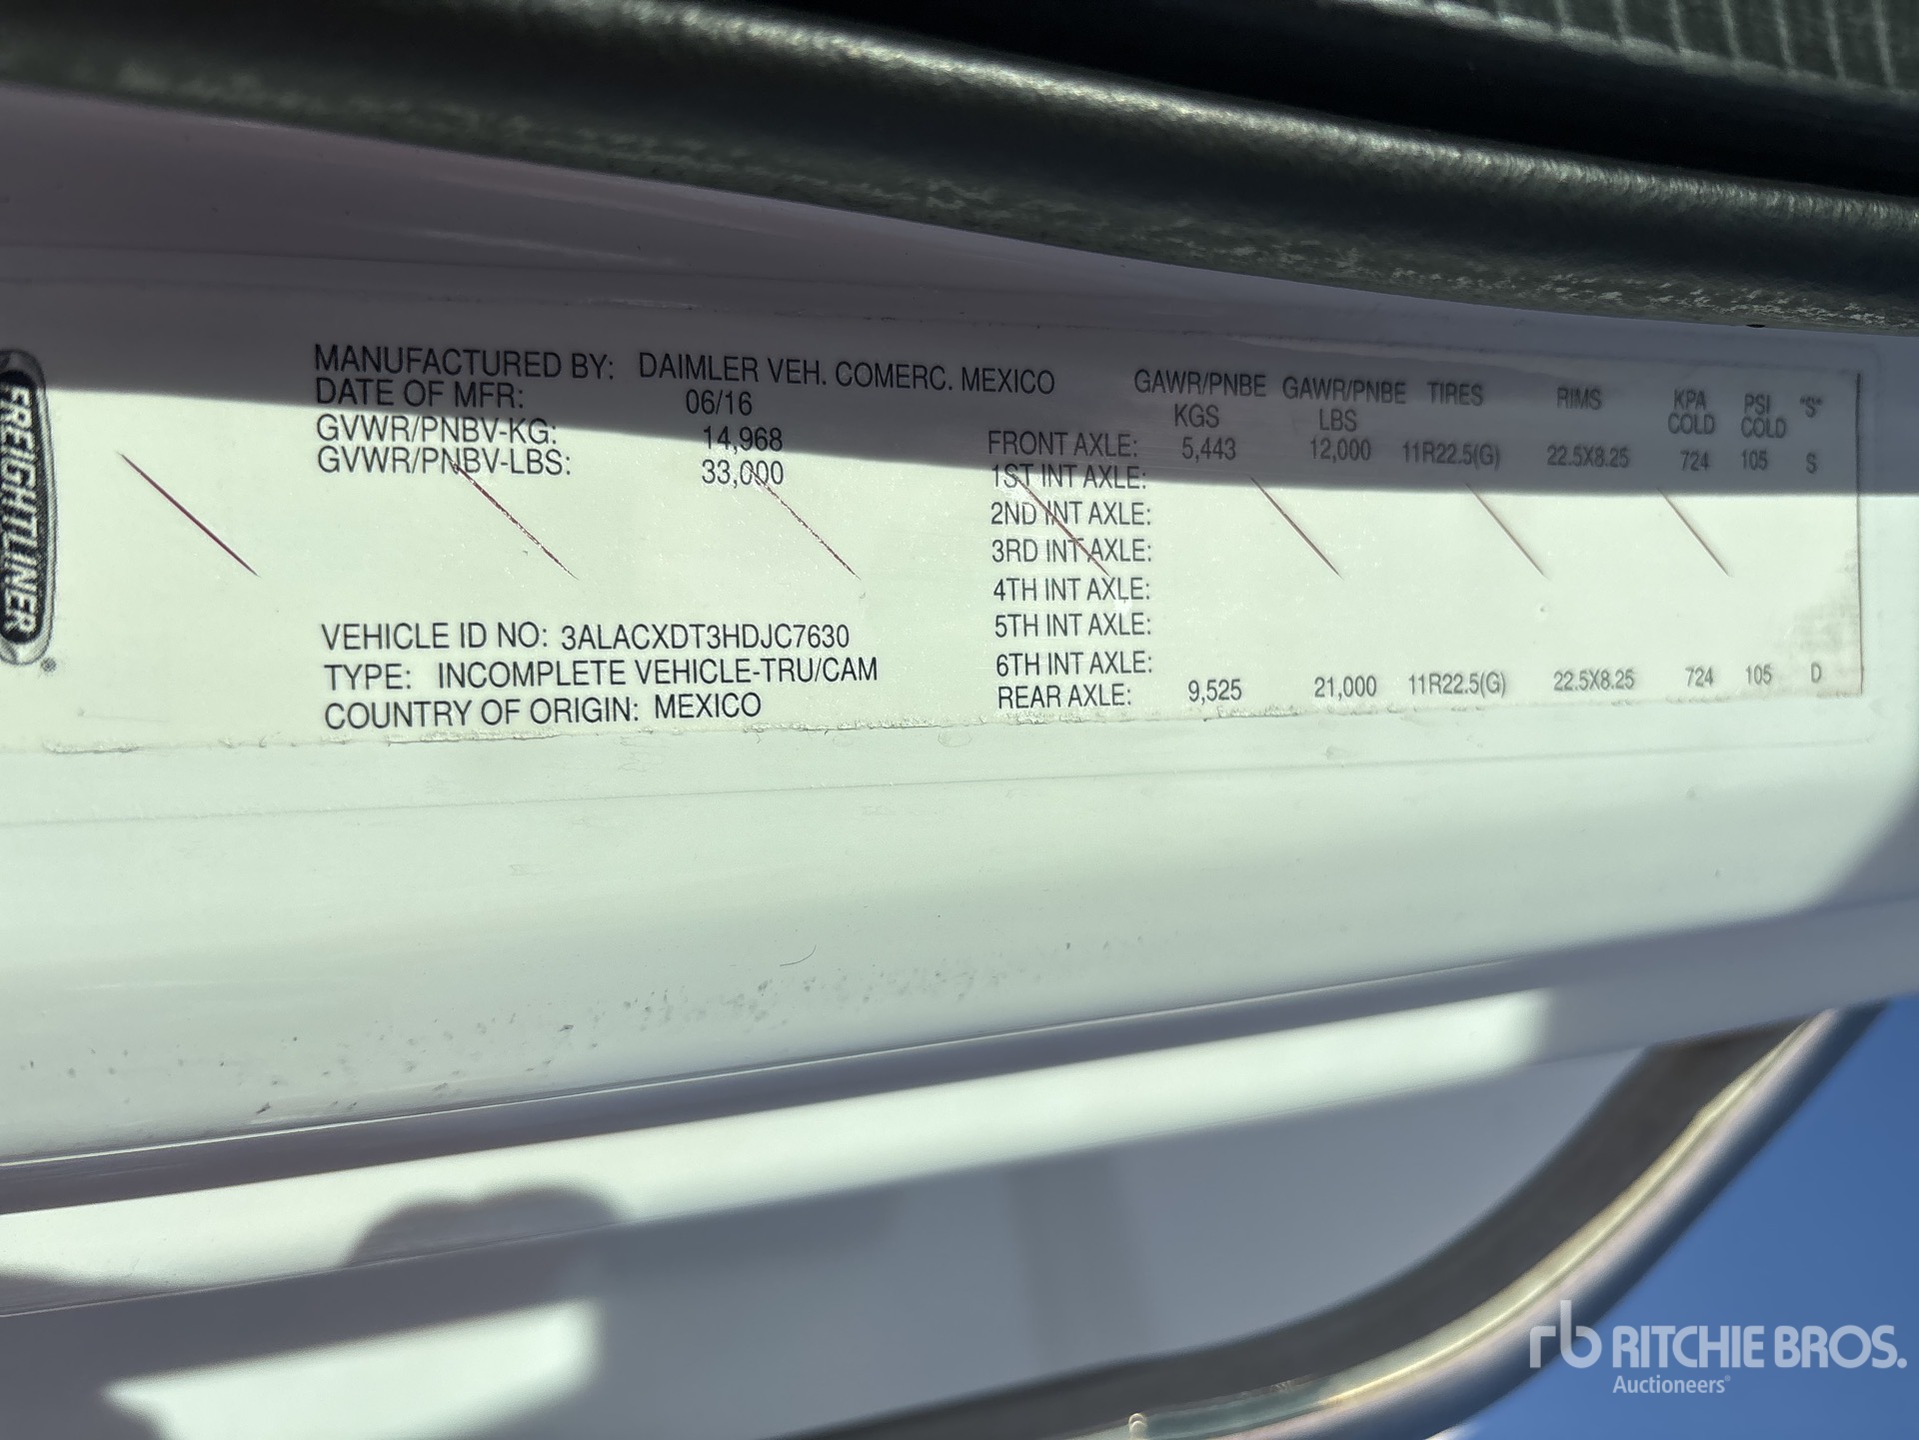 FREIGHTLINER
®
MANUFACTURED BY: DAIMLER VEH. COMERC. MEXICO
DATE OF MFR: 06/16
GVWR/PNBV-KG: 14,968
GVWR/PNBV-LBS: 33,000
VEHICLE ID NO: 3ALACXDT3HDJC7630
TYPE: INCOMPLETE VEHICLE-TRU/CAM
COUNTRY OF ORIGIN: MEXICO
GAWR/PNBE GAWR/PNBE TIRES RIMS KPA PSI "S"
KGS LBS COLD COLD
FRONT AXLE: 5,443 12,000 11R22.5(G) 22.5X8.25 724 105 S
1ST INT AXLE:
2ND INT AXLE:
3RD INT AXLE:
4TH INT AXLE:
5TH INT AXLE:
6TH INT AXLE:
REAR AXLE: 9,525 21,000 11R22.5(G) 22.5X8.25 724 105 D
rb RITCHIE BROS.
Auctioneers®